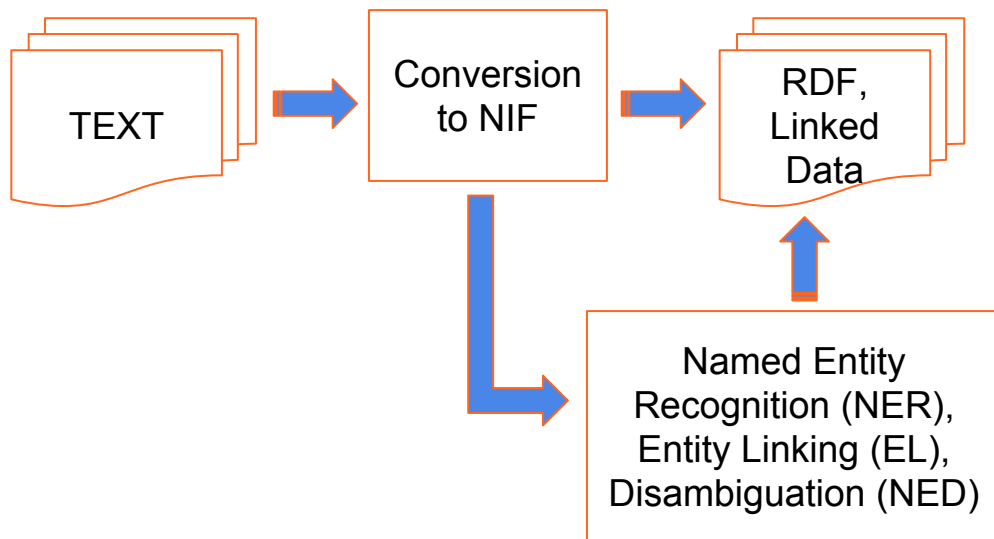 TEXT
Conversion
to NIF
RDF,
Linked
Data
Named Entity
Recognition (NER),
Entity Linking (EL),
Disambiguation (NED)